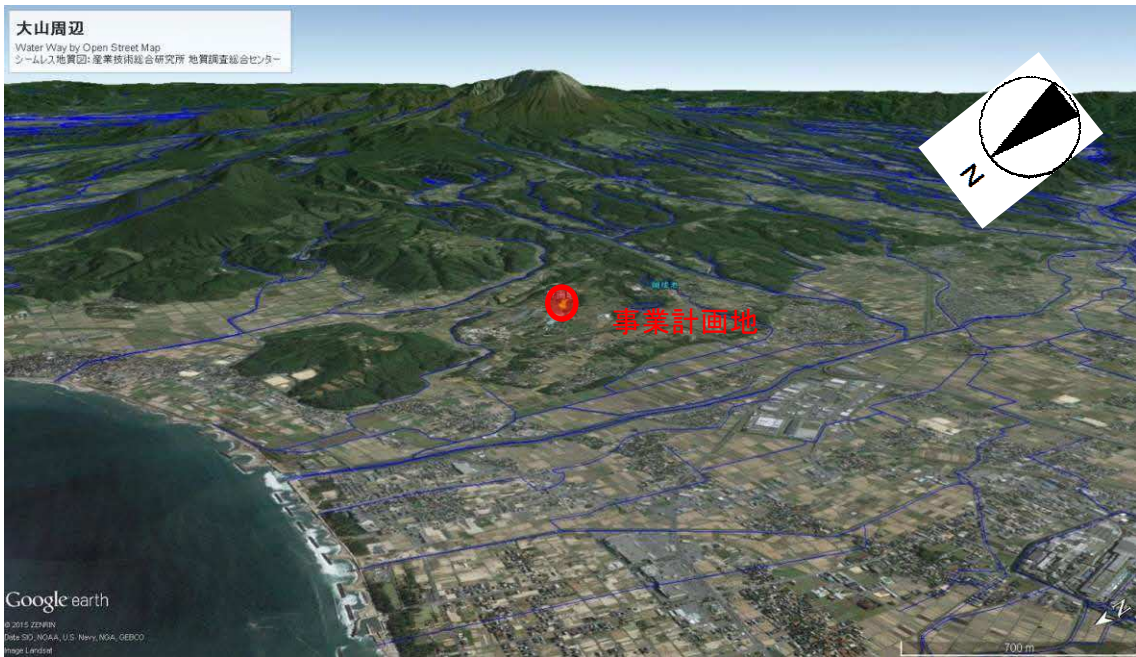 大山周辺
Water Way by Open Street Map
シームレス地質図: 産業技術総合研究所 地質調査総合センター
N
事業計画地
Google earth
© 2015 ZENRIN
Data SIO, NOAA, U.S. Navy, NGA, GEBCO
Image Landsat
N
700 m